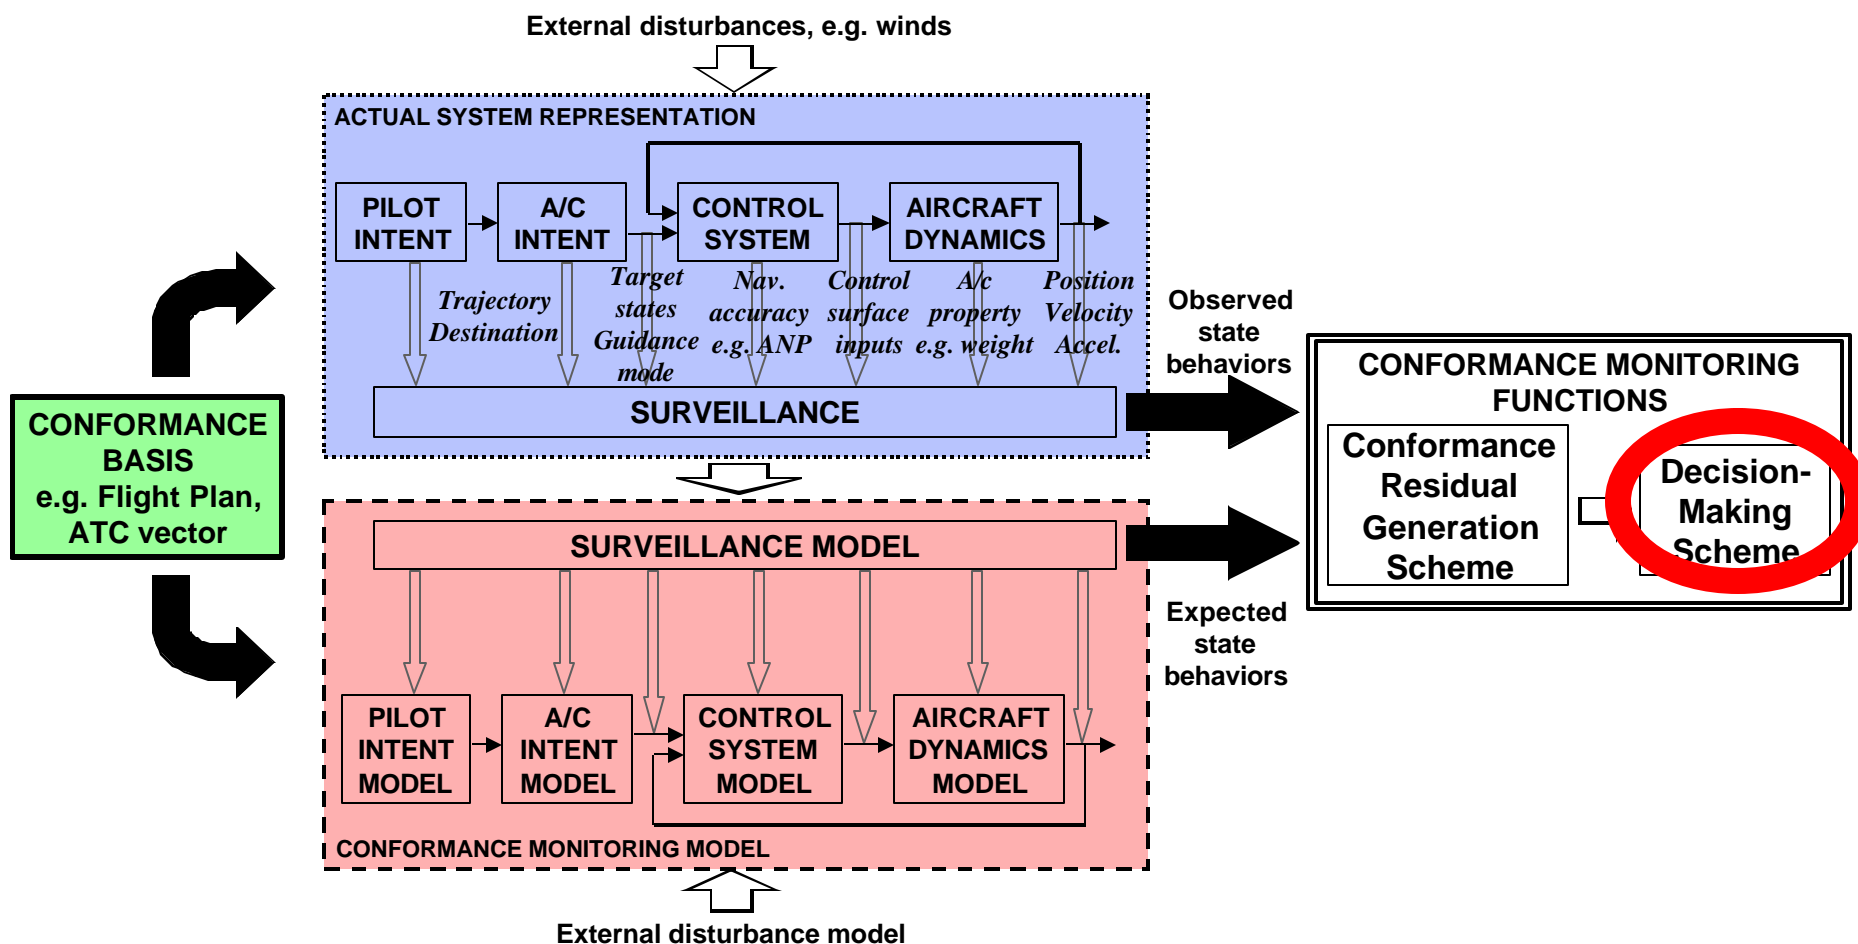 External disturbances, e.g. winds
ACTUAL SYSTEM REPRESENTATION
PILOT
INTENT
A/C
INTENT
CONTROL
SYSTEM
AIRCRAFT
DYNAMICS
Trajectory
Destination
Target
states
Guidance
mode
Nav.
accuracy
e.g. ANP
Control
surface
inputs
A/c
property
e.g. weight
Position
Velocity
Accel.
SURVEILLANCE
Observed
state
behaviors
CONFORMANCE
BASIS
e.g. Flight Plan,
ATC vector
CONFORMANCE MONITORING
FUNCTIONS
Conformance
Residual
Generation
Scheme
Decision-
Making
Scheme
SURVEILLANCE MODEL
Expected
state
behaviors
PILOT
INTENT
MODEL
A/C
INTENT
MODEL
CONTROL
SYSTEM
MODEL
AIRCRAFT
DYNAMICS
MODEL
CONFORMANCE MONITORING MODEL
External disturbance model